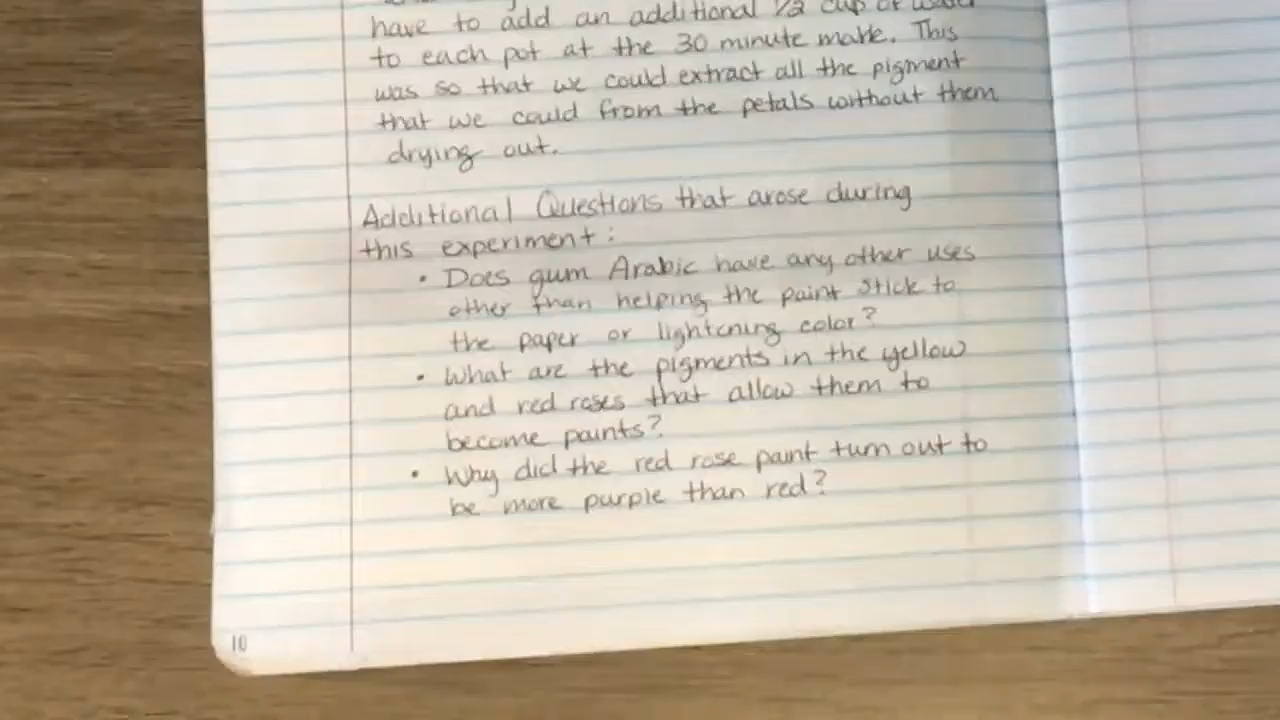 have to add an additional 1/2 cup of water
to each pot at the 30 minute mark. This
was so that we could extract all the pigment
that we could from the petals without them
drying out.
Additional Questions that arose during
this experiment:
• Does gum Arabic have any other uses
other than helping the paint stick to
the paper or lightening color?
• What are the pigments in the yellow
and red roses that allow them to
become paints?
• Why did the red rose paint turn out to
be more purple than red?
10